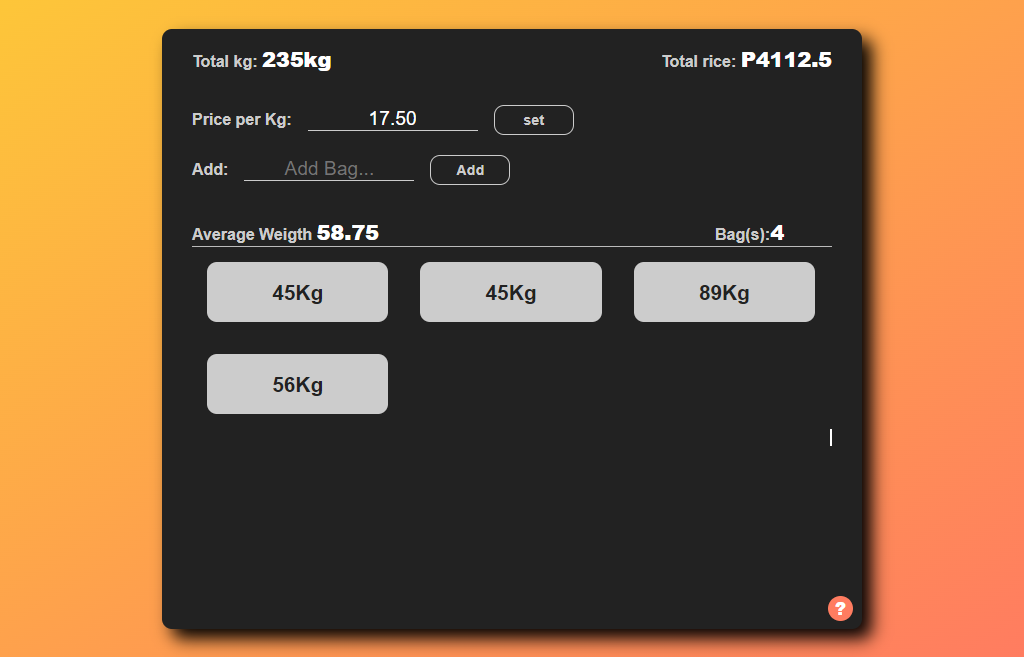 Total kg: 235kg Total rice: P4112.5
Price per Kg: 17.50 set
Add: Add Bag... Add
Average Weigth 58.75 Bag(s):4
45Kg 45Kg 89Kg
56Kg
?